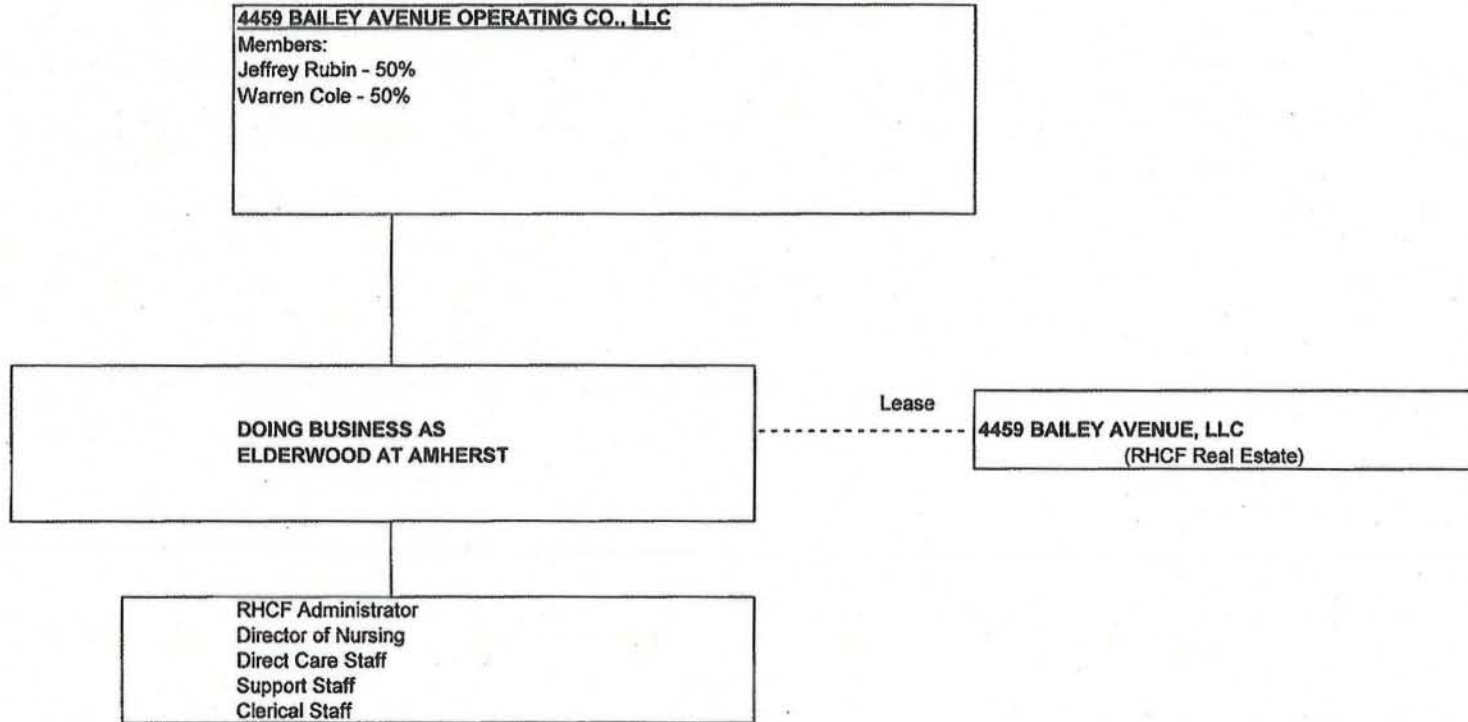 4459 BAILEY AVENUE OPERATING CO., LLC
Members:
Jeffrey Rubin - 50%
Warren Cole - 50%
DOING BUSINESS AS
ELDERWOOD AT AMHERST
Lease
4459 BAILEY AVENUE, LLC
(RHCF Real Estate)
RHCF Administrator
Director of Nursing
Direct Care Staff
Support Staff
Clerical Staff